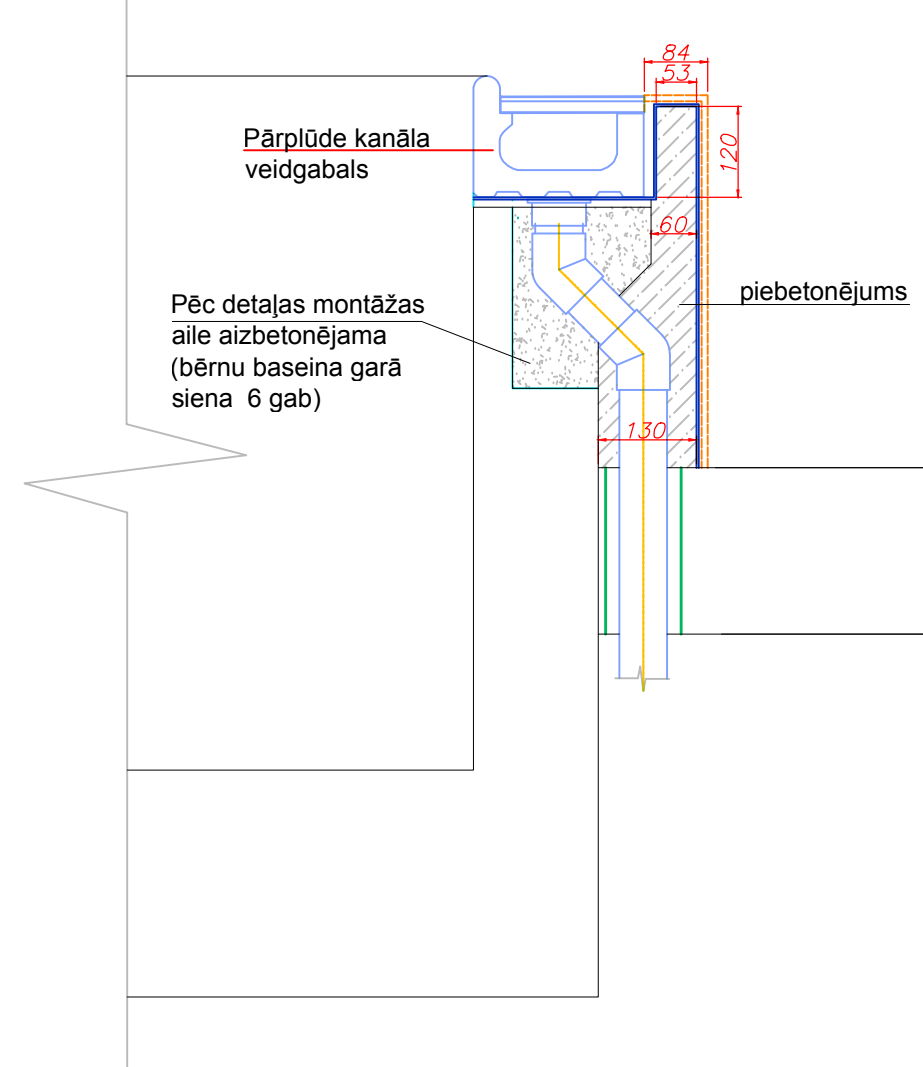 84
53
Pārplūde kanāla
veidgabals
120
60
piebetonējums
Pēc detaļas montāžas
aile aizbetonējama
(bērnu baseina garā
siena 6 gab)
130